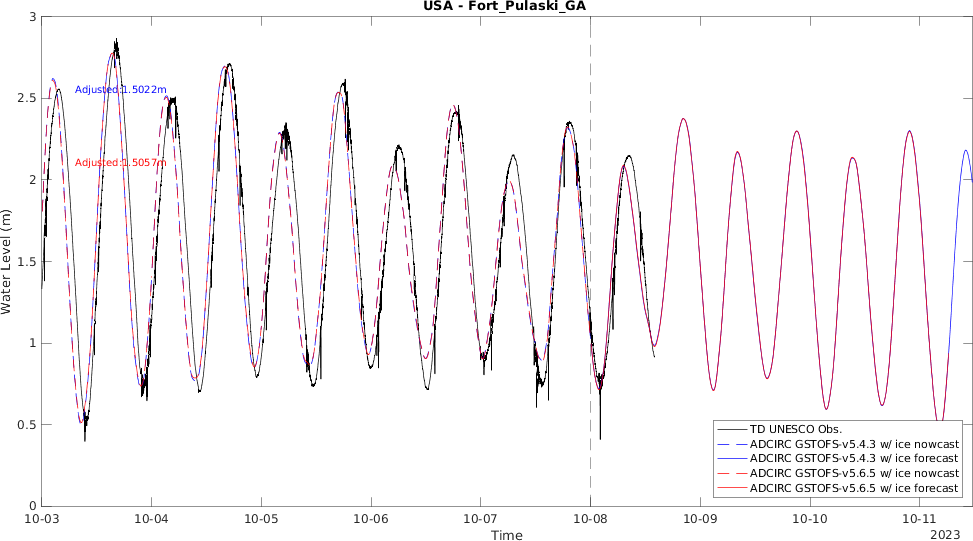 USA - Fort_Pulaski_GA
3
2.5
2
1.5
1
0.5
0
Water Level (m)
Adjusted:1.5022m
Adjusted:1.5057m
TD UNESCO Obs.
ADCIRC GSTOFS-v5.4.3 w/ ice nowcast
ADCIRC GSTOFS-v5.4.3 w/ ice forecast
ADCIRC GSTOFS-v5.6.5 w/ ice nowcast
ADCIRC GSTOFS-v5.6.5 w/ ice forecast
10-03 10-04 10-05 10-06 10-07 10-08 10-09 10-10 10-11
Time
2023